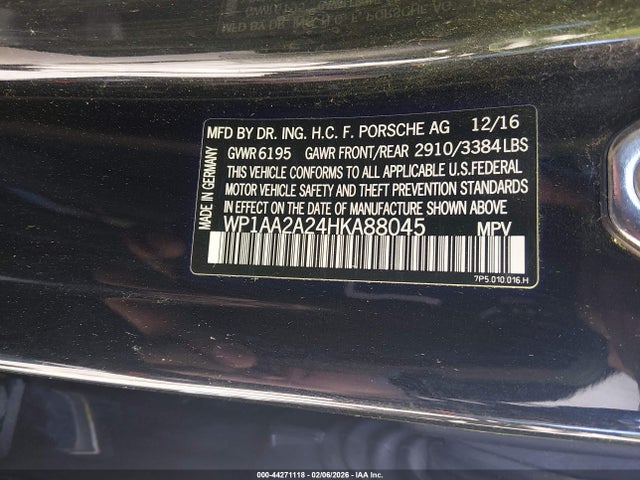 MFD BY DR. ING. H.C. F. PORSCHE AG 12/16
GWR 6195 GAWR FRONT/REAR 2910/3384 LBS
THIS VEHICLE CONFORMS TO ALL APPLICABLE U.S.FEDERAL
MOTOR VEHICLE SAFETY AND THEFT PREVENTION STANDARDS
IN EFFECT ON THE DATE OF MANUFACTURE SHOWN ABOVE.
WP1AA2A24HKA88045 MPV
7P5.010.016.H
MADE IN GERMANY
000-44271118 - 02/06/2026 - IAA Inc.